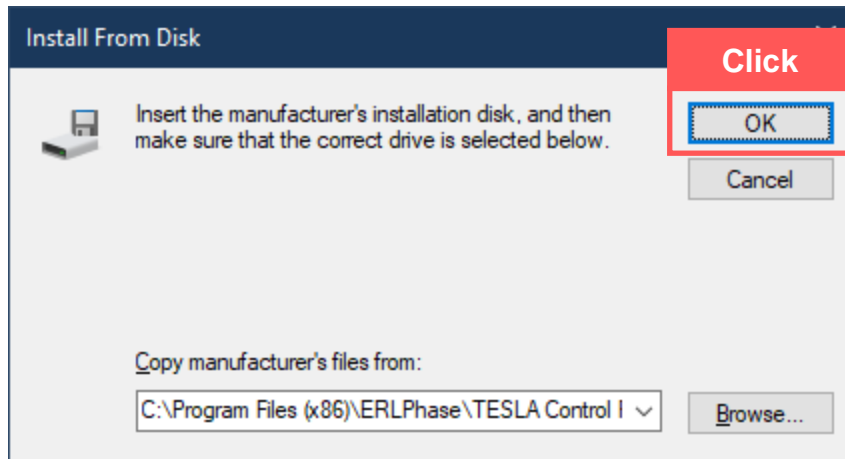 Install From Disk
Click
Insert the manufacturer's installation disk, and then
make sure that the correct drive is selected below.
OK
Cancel
Copy manufacturer's files from:
C:\Program Files (x86)\ERLPhase\TESLA Control
Browse...